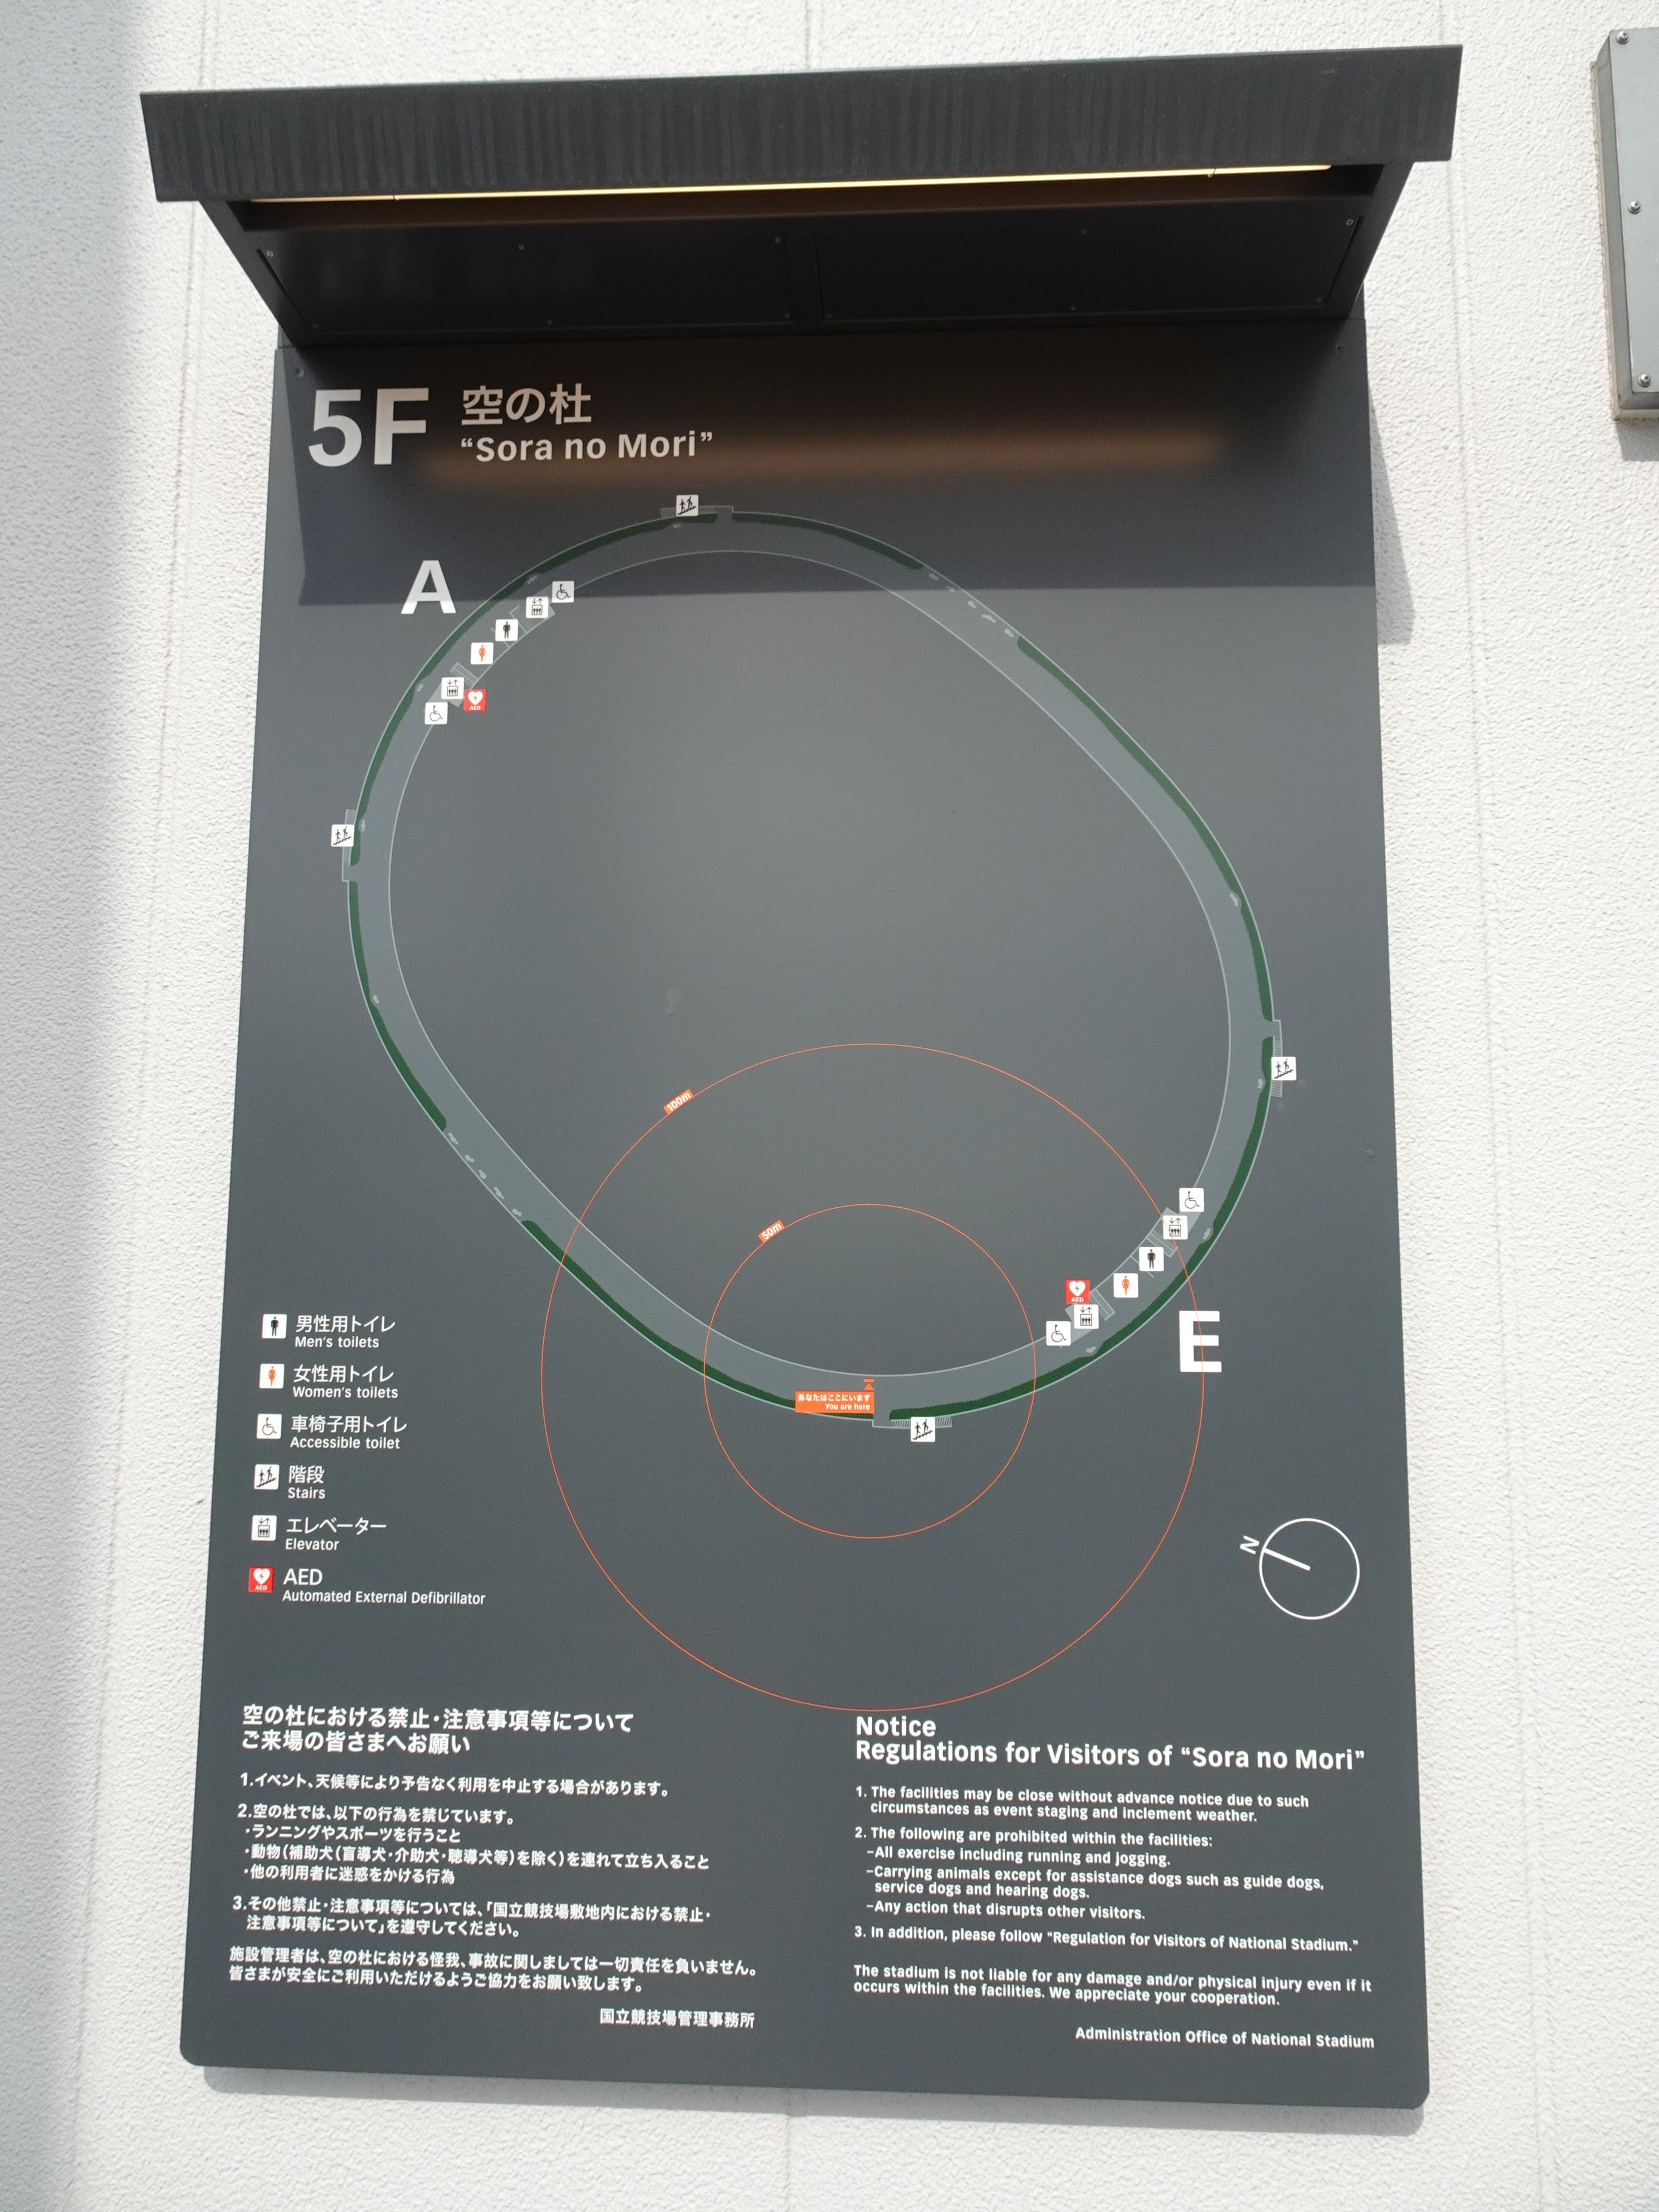 5F 空の杜
“Sora no Mori”
A
AED
100m
50m
AED
E
あなたはここにいます
You are here
男性用トイレ
Men's toilets
女性用トイレ
Women's toilets
車椅子用トイレ
Accessible toilet
階段
Stairs
エレベーター
Elevator
AED
AED
Automated External Defibrillator
N
空の杜における禁止・注意事項等について
ご来場の皆さまへお願い
1.イベント、天候等により予告なく利用を中止する場合があります。
2.空の杜では、以下の行為を禁じています。
・ランニングやスポーツを行うこと
・動物(補助犬(盲導犬・介助犬・聴導犬等)を除く)を連れて立ち入ること
・他の利用者に迷惑をかける行為
3.その他禁止・注意事項等については、「国立競技場敷地内における禁止・
注意事項等について」を遵守してください。
施設管理者は、空の杜における怪我、事故に関しましては一切責任を負いません。
皆さまが安全にご利用いただけるようご協力をお願い致します。
国立競技場管理事務所
Notice
Regulations for Visitors of “Sora no Mori”
1. The facilities may be close without advance notice due to such
circumstances as event staging and inclement weather.
2. The following are prohibited within the facilities:
–All exercise including running and jogging.
–Carrying animals except for assistance dogs such as guide dogs,
service dogs and hearing dogs.
–Any action that disrupts other visitors.
3. In addition, please follow "Regulation for Visitors of National Stadium."
The stadium is not liable for any damage and/or physical injury even if it
occurs within the facilities. We appreciate your cooperation.
Administration Office of National Stadium